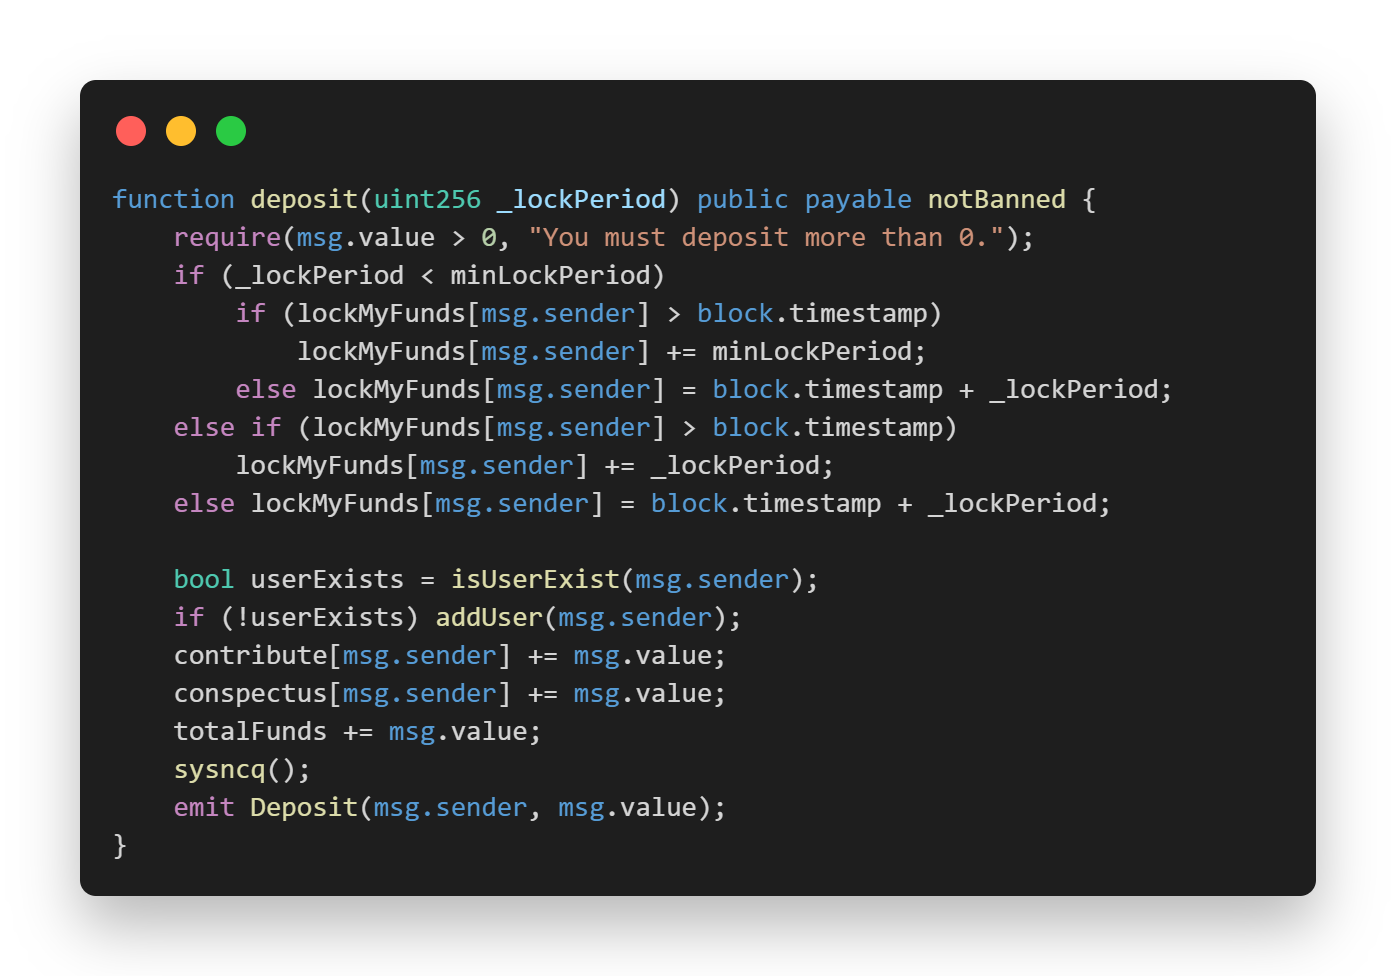 function deposit(uint256 _lockPeriod) public payable notBanned {
    require(msg.value > 0, "You must deposit more than 0.");
    if (_lockPeriod < minLockPeriod)
        if (lockMyFunds[msg.sender] > block.timestamp)
            lockMyFunds[msg.sender] += minLockPeriod;
        else lockMyFunds[msg.sender] = block.timestamp + _lockPeriod;
    else if (lockMyFunds[msg.sender] > block.timestamp)
        lockMyFunds[msg.sender] += _lockPeriod;
    else lockMyFunds[msg.sender] = block.timestamp + _lockPeriod;

    bool userExists = isUserExist(msg.sender);
    if (!userExists) addUser(msg.sender);
    contribute[msg.sender] += msg.value;
    conspectus[msg.sender] += msg.value;
    totalFunds += msg.value;
    sysncq();
    emit Deposit(msg.sender, msg.value);
}